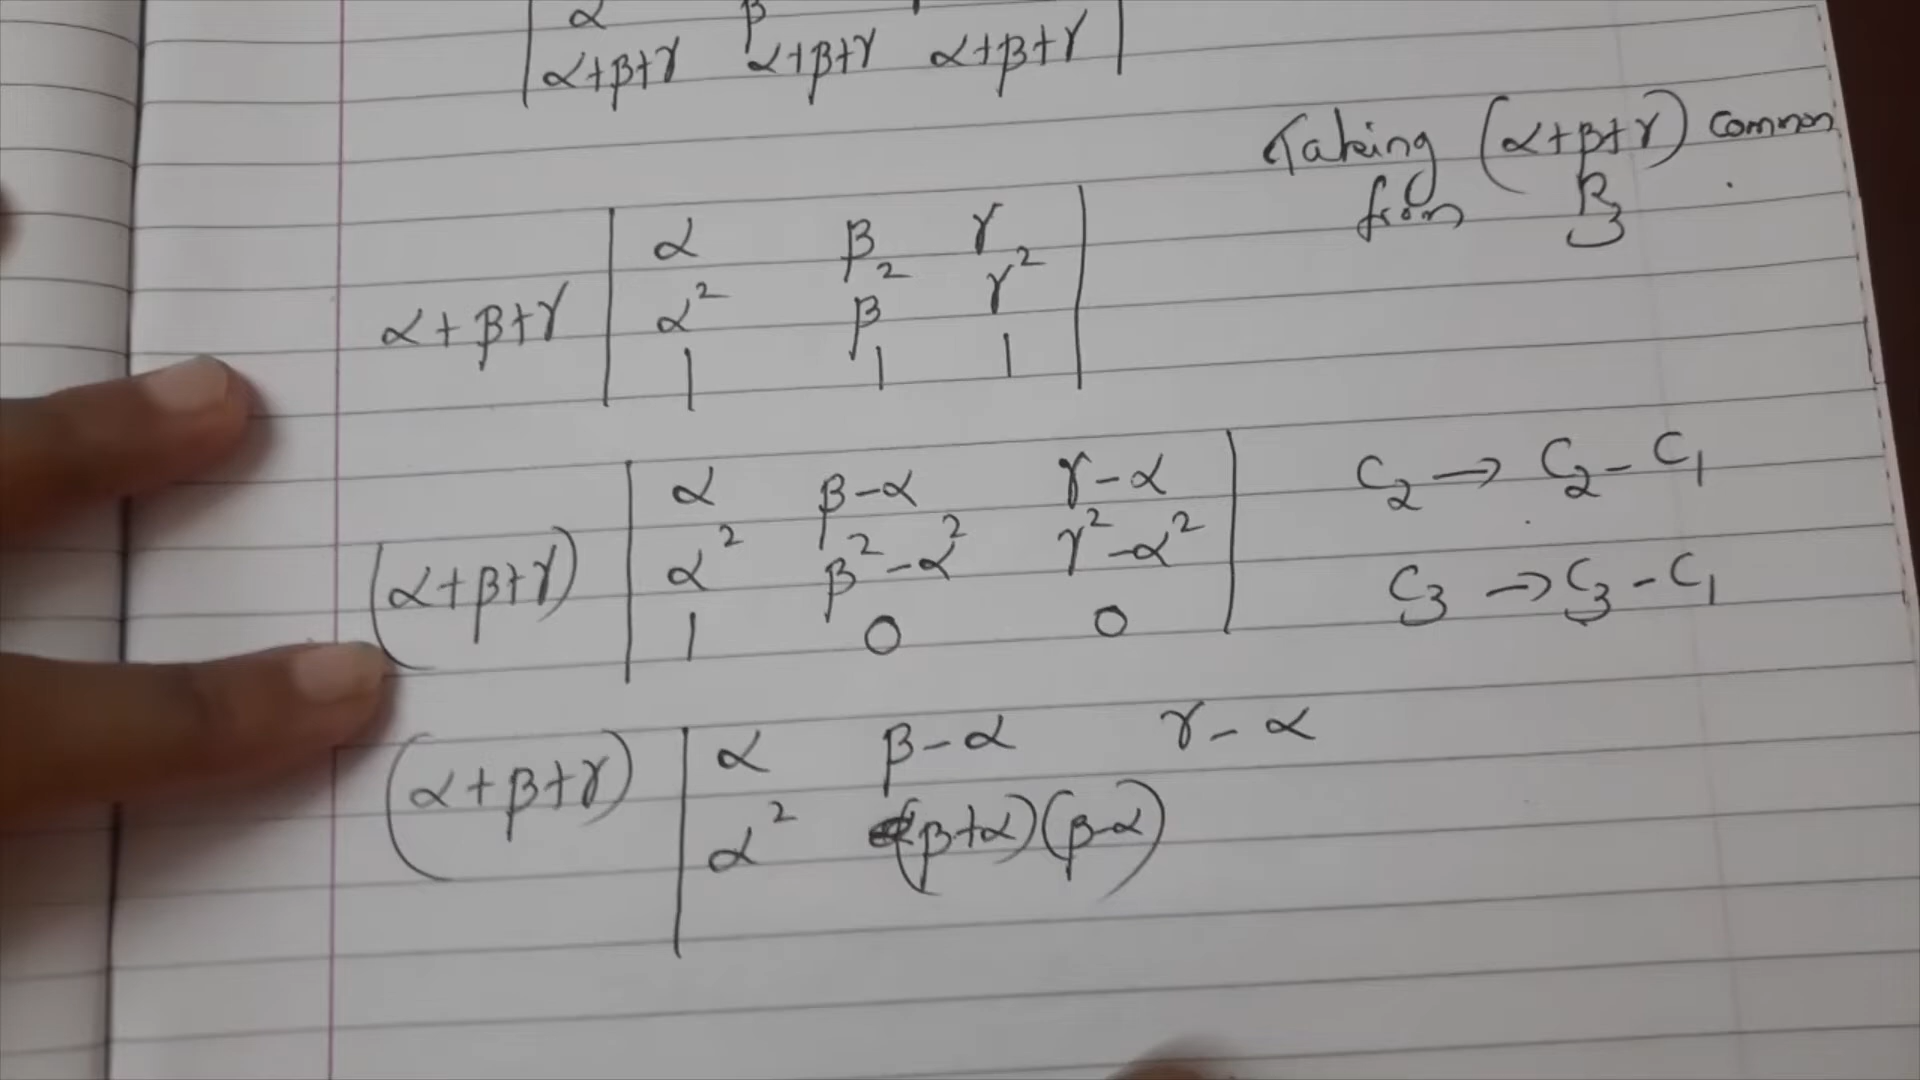 α β
α+β+γ α+β+γ α+β+γ
Taking (α+β+γ) common
from R3
α β γ
α+β+γ α² β² γ²
1 1 1
α β-α γ-α C2 → C2 - C1
(α+β+γ) α² β²-α² γ²-α²
1 0 0 C3 → C3 - C1
(α+β+γ) α β-α γ-α
α² (β+α)(β-α)